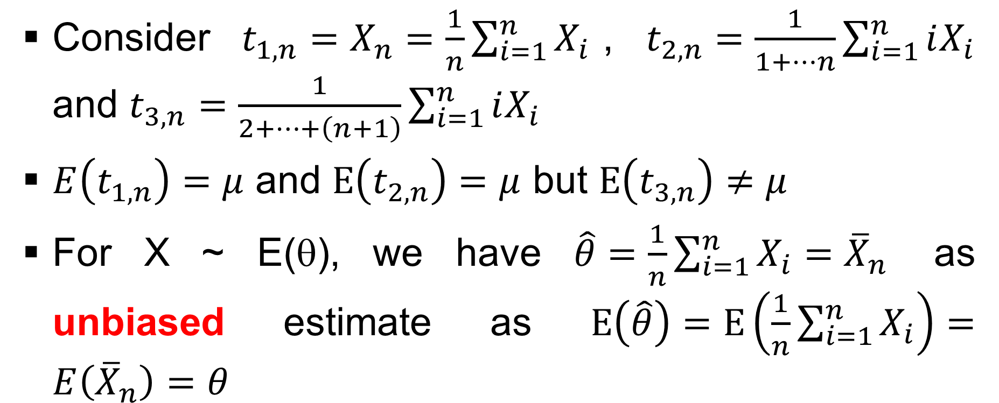 ▪ Consider $t_{1,n} = X_n = \frac{1}{n}\sum_{i=1}^{n} X_i$ , $t_{2,n} = \frac{1}{1+\cdots n}\sum_{i=1}^{n} iX_i$
and $t_{3,n} = \frac{1}{2+\cdots+(n+1)}\sum_{i=1}^{n} iX_i$
▪ $E(t_{1,n}) = \mu$ and $\mathrm{E}(t_{2,n}) = \mu$ but $\mathrm{E}(t_{3,n}) \neq \mu$
▪ For X ~ E(θ), we have $\hat{\theta} = \frac{1}{n}\sum_{i=1}^{n} X_i = \bar{X}_n$ as
unbiased estimate as $\mathrm{E}(\hat{\theta}) = \mathrm{E}\left(\frac{1}{n}\sum_{i=1}^{n} X_i\right) =$
$E(\bar{X}_n) = \theta$